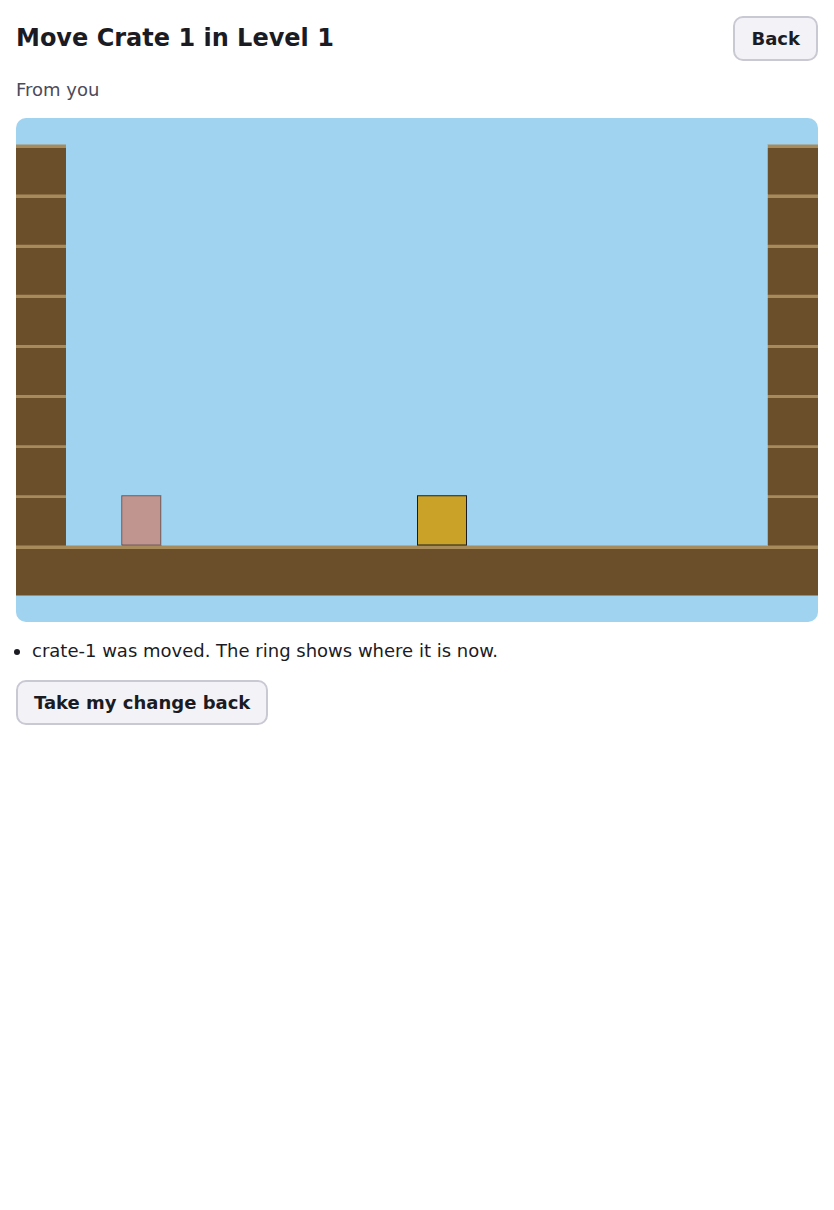 Move Crate 1 in Level 1
Back
From you
crate-1 was moved. The ring shows where it is now.
Take my change back